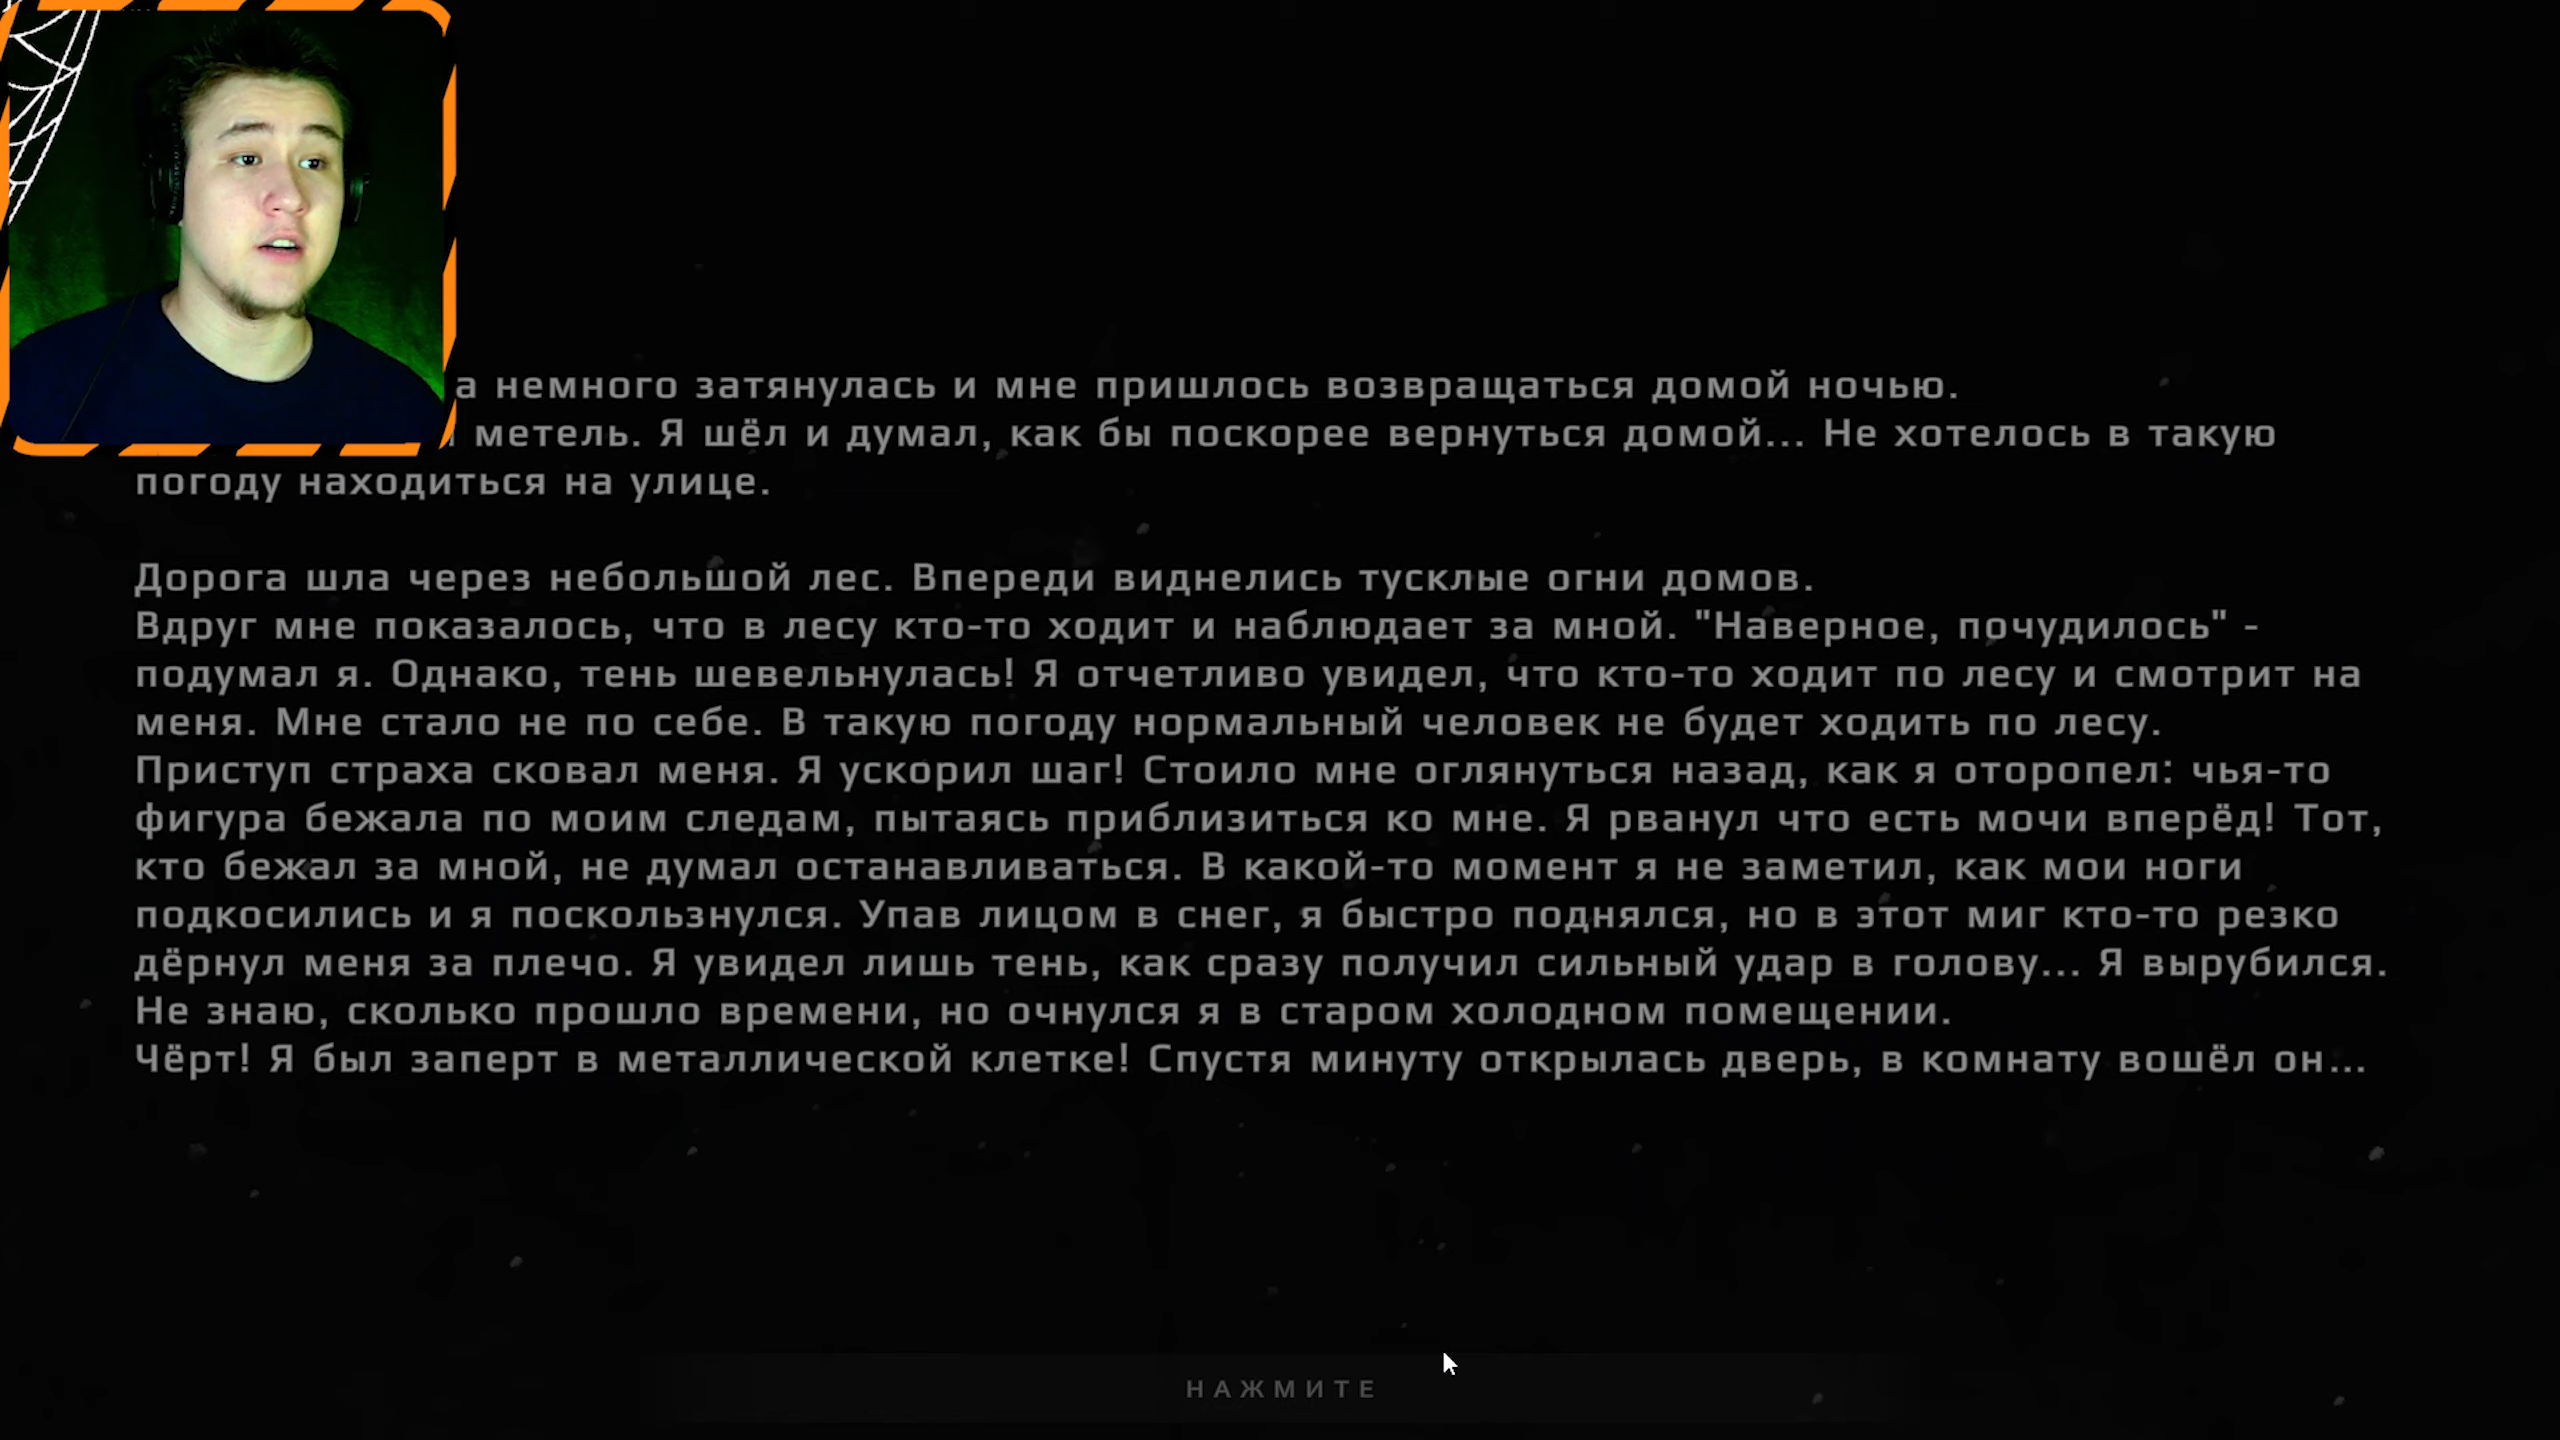 а немного затянулась и мне пришлось возвращаться домой ночью.
метель. Я шёл и думал, как бы поскорее вернуться домой... Не хотелось в такую
погоду находиться на улице.
Дорога шла через небольшой лес. Впереди виднелись тусклые огни домов.
Вдруг мне показалось, что в лесу кто-то ходит и наблюдает за мной. "Наверное, почудилось" -
подумал я. Однако, тень шевельнулась! Я отчетливо увидел, что кто-то ходит по лесу и смотрит на
меня. Мне стало не по себе. В такую погоду нормальный человек не будет ходить по лесу.
Приступ страха сковал меня. Я ускорил шаг! Стоило мне оглянуться назад, как я оторопел: чья-то
фигура бежала по моим следам, пытаясь приблизиться ко мне. Я рванул что есть мочи вперёд! Тот,
кто бежал за мной, не думал останавливаться. В какой-то момент я не заметил, как мои ноги
подкосились и я поскользнулся. Упав лицом в снег, я быстро поднялся, но в этот миг кто-то резко
дёрнул меня за плечо. Я увидел лишь тень, как сразу получил сильный удар в голову... Я вырубился.
Не знаю, сколько прошло времени, но очнулся я в старом холодном помещении.
Чёрт! Я был заперт в металлической клетке! Спустя минуту открылась дверь, в комнату вошёл он...
НАЖМИТЕ